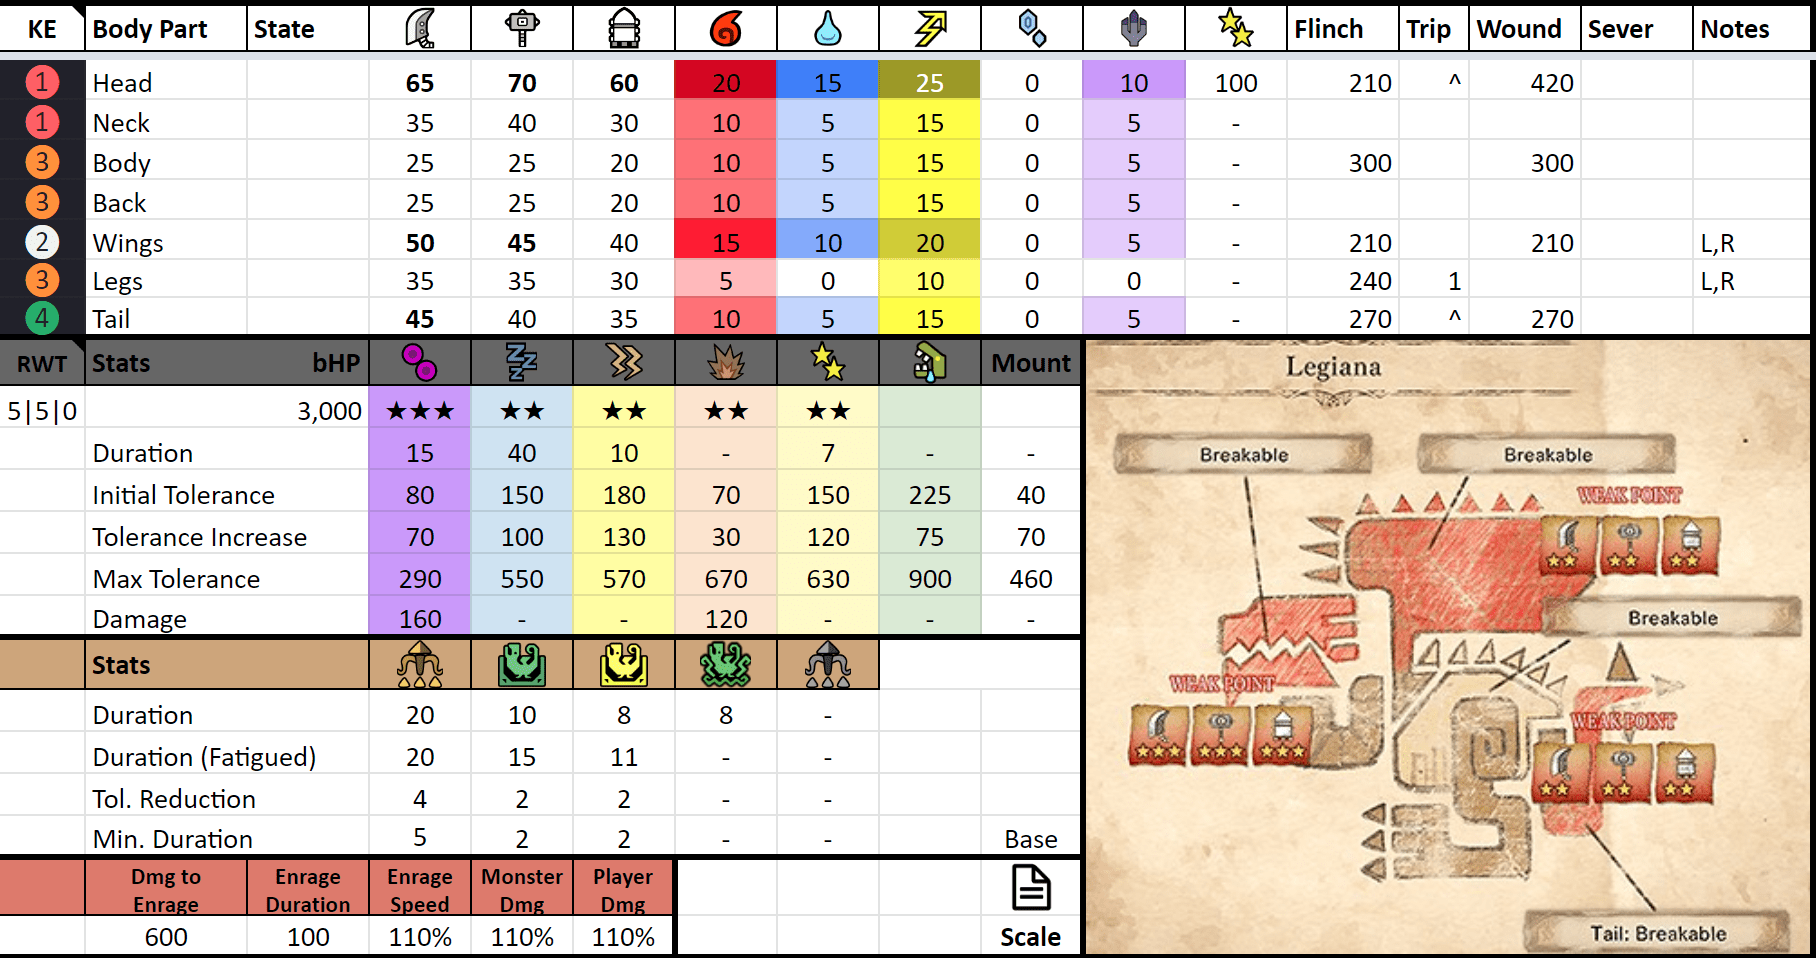 KE Body Part State Flinch Trip Wound Sever Notes
1 Head 65 70 60 20 15 25 0 10 100 210 ^ 420
1 Neck 35 40 30 10 5 15 0 5 -
3 Body 25 25 20 10 5 15 0 5 - 300 300
3 Back 25 25 20 10 5 15 0 5 -
2 Wings 50 45 40 15 10 20 0 5 - 210 210 L,R
3 Legs 35 35 30 5 0 10 0 0 - 240 1 L,R
4 Tail 45 40 35 10 5 15 0 5 - 270 ^ 270
RWT Stats bHP Mount
5|5|0 3,000 ★★★ ★★ ★★ ★★ ★★
Duration 15 40 10 - 7 - -
Initial Tolerance 80 150 180 70 150 225 40
Tolerance Increase 70 100 130 30 120 75 70
Max Tolerance 290 550 570 670 630 900 460
Damage 160 - - 120 - - -
Stats
Duration 20 10 8 8 -
Duration (Fatigued) 20 15 11 - -
Tol. Reduction 4 2 2 - -
Min. Duration 5 2 2 - - Base
Dmg to Enrage Enrage Monster Player
Enrage Duration Speed Dmg Dmg
600 100 110% 110% 110% Scale
Legiana
Breakable Breakable
WEAK POINT
Breakable
WEAK POINT
WEAK POINT
Tail: Breakable